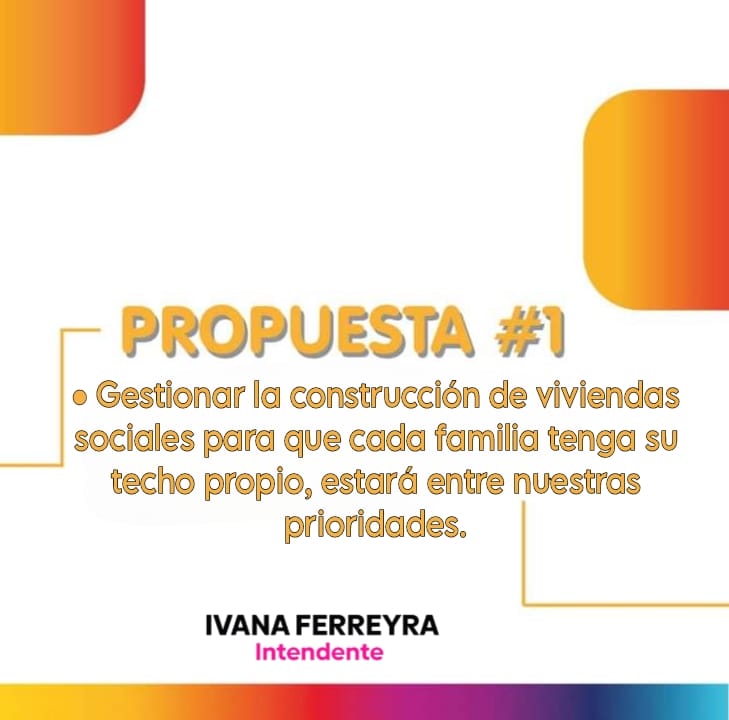 PROPUESTA #1
• Gestionar la construcción de viviendas
sociales para que cada familia tenga su
techo propio, estará entre nuestras
prioridades.
IVANA FERREYRA
Intendente